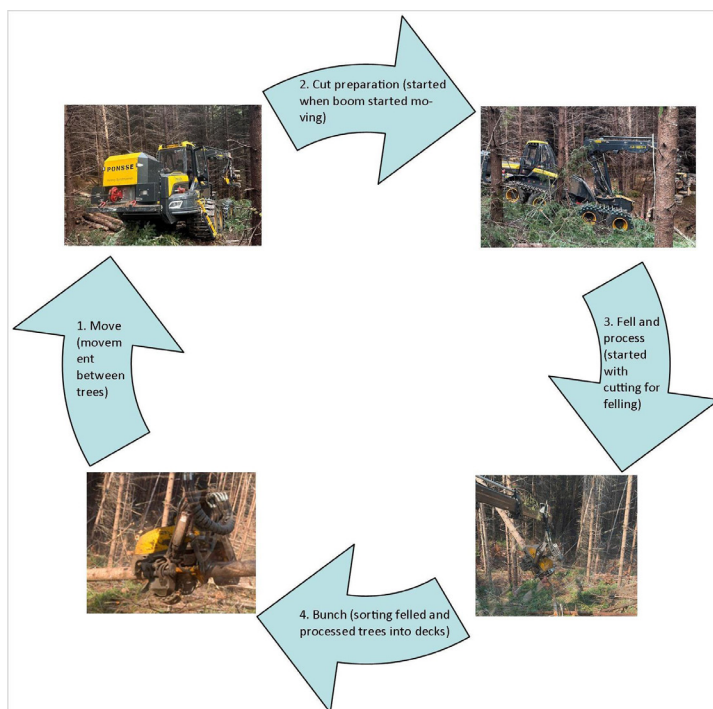 2. Cut preparation (started
when boom started mo-
ving)
PONSSE
1. Move
(movem
ent
between
trees)
3. Fell and
process
(started
with
cutting for
felling)
4. Bunch (sorting felled and
processed trees into decks)